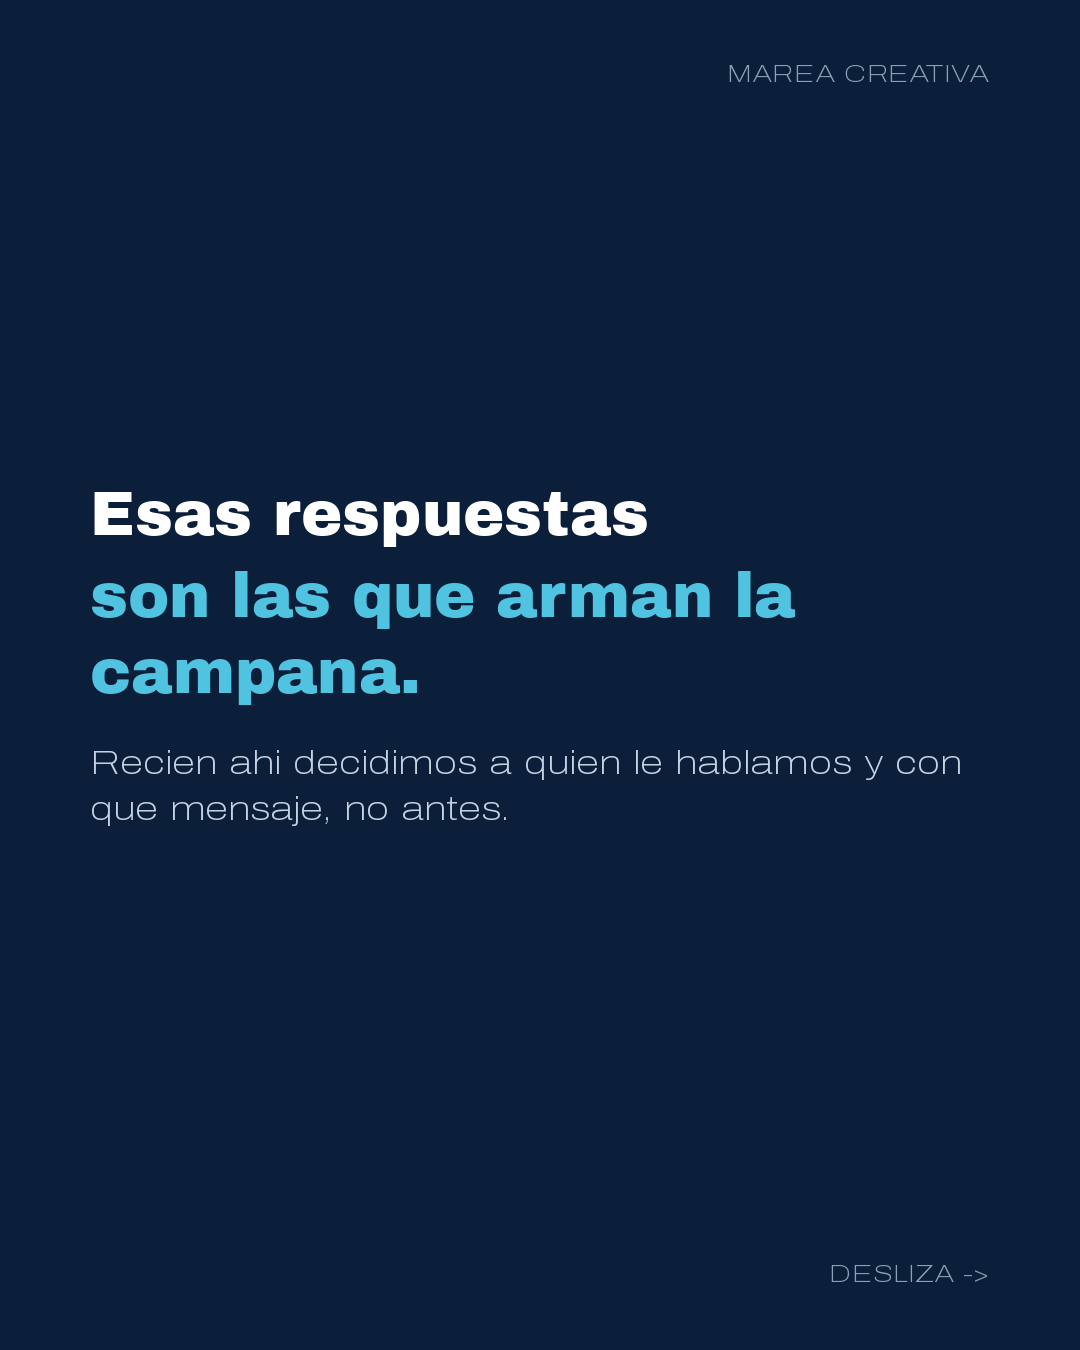 MAREA CREATIVA
Esas respuestas
son las que arman la
campana.
Recien ahi decidimos a quien le hablamos y con
que mensaje, no antes.
DESLIZA ->